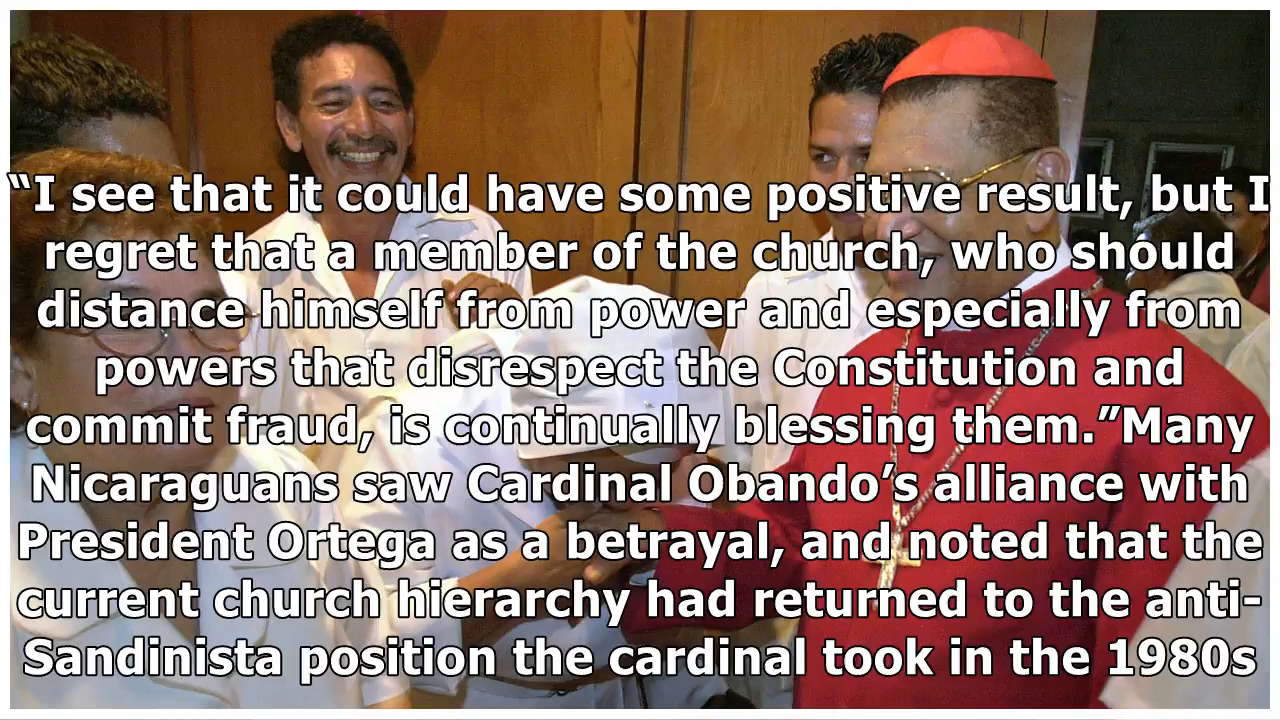 “I see that it could have some positive result, but I
regret that a member of the church, who should
distance himself from power and especially from
powers that disrespect the Constitution and
commit fraud, is continually blessing them.”Many
Nicaraguans saw Cardinal Obando’s alliance with
President Ortega as a betrayal, and noted that the
current church hierarchy had returned to the anti-
Sandinista position the cardinal took in the 1980s